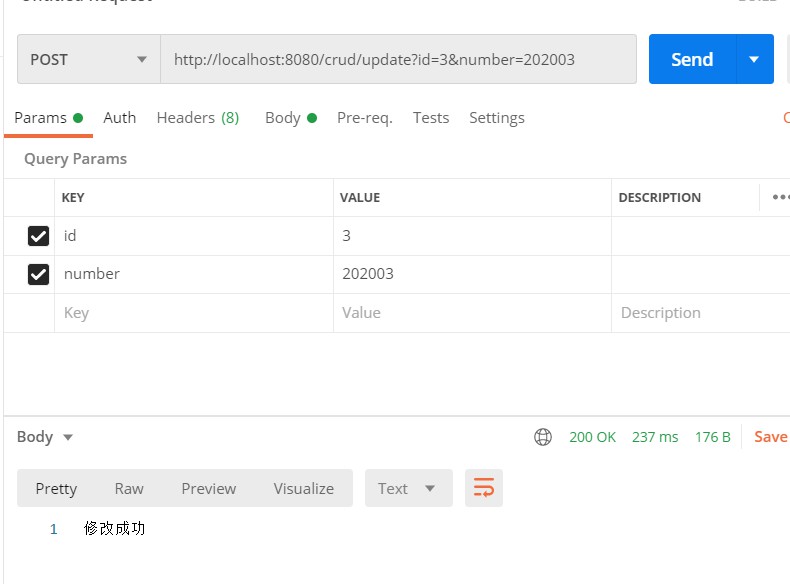 POST http://localhost:8080/crud/update?id=3&number=202003 Send
Params Auth Headers (8) Body Pre-req. Tests Settings
Query Params
KEY VALUE DESCRIPTION
id 3
number 202003
Key Value Description
Body 200 OK 237 ms 176 B Save
Pretty Raw Preview Visualize Text
1 修改成功